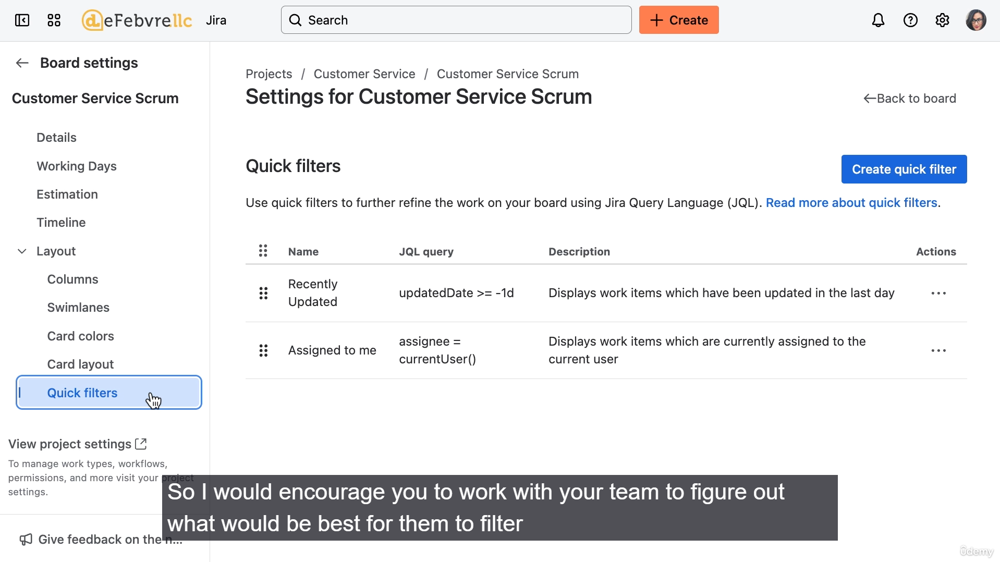 deFebvre.llc Jira Search + Create
Board settings
Customer Service Scrum
Details
Working Days
Estimation
Timeline
Layout
Columns
Swimlanes
Card colors
Card layout
Quick filters
View project settings
To manage work types, workflows,
permissions, and more visit your project
settings.
Give feedback on the n...
Projects / Customer Service / Customer Service Scrum
Settings for Customer Service Scrum
←Back to board
Quick filters
Create quick filter
Use quick filters to further refine the work on your board using Jira Query Language (JQL). Read more about quick filters.
Name JQL query Description Actions
Recently
Updated
updatedDate >= -1d
Displays work items which have been updated in the last day
Assigned to me
assignee =
currentUser()
Displays work items which are currently assigned to the
current user
So I would encourage you to work with your team to figure out
what would be best for them to filter
ûdemy